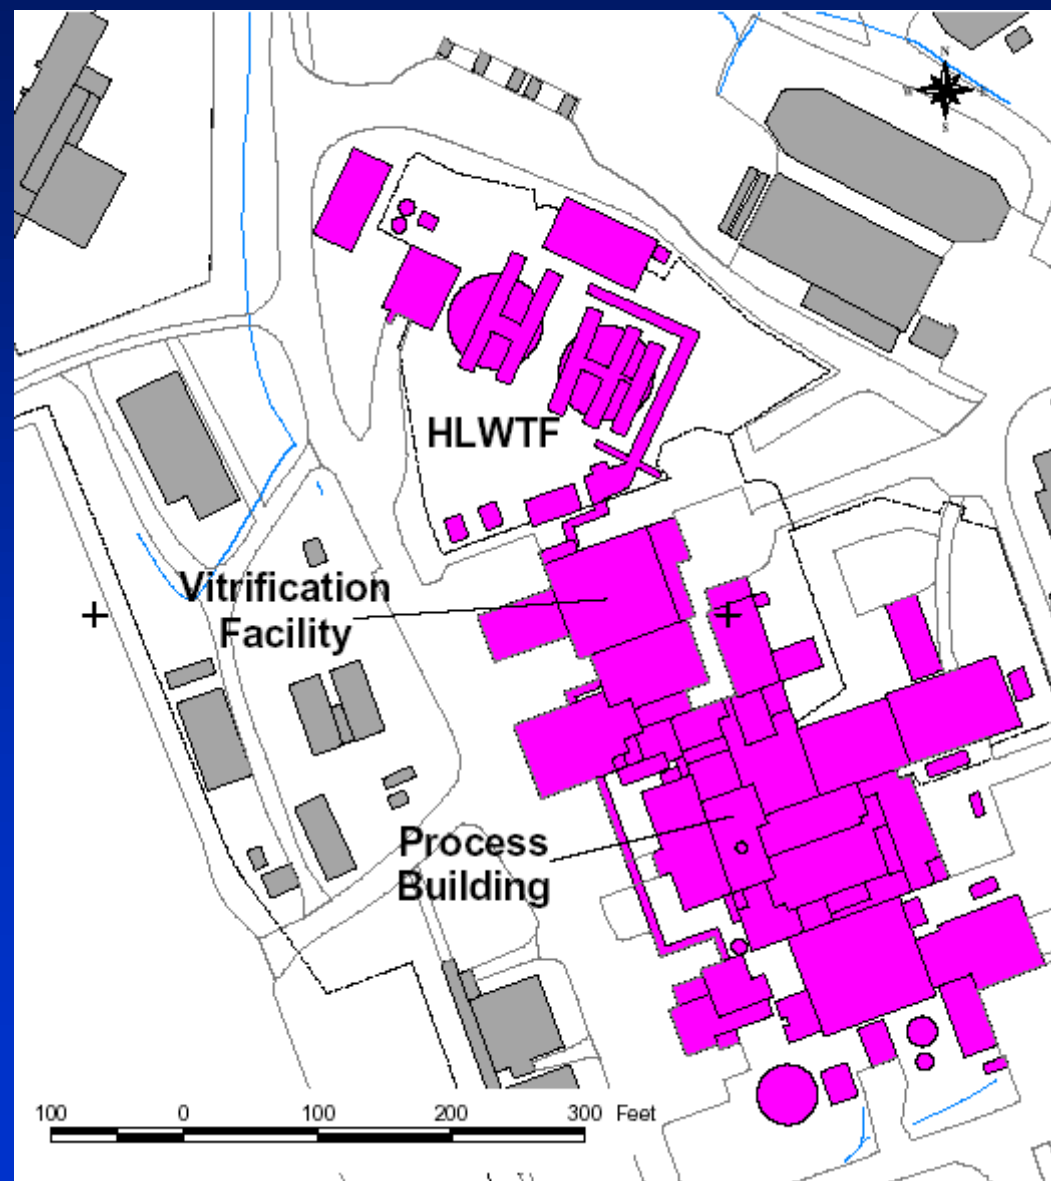 N
W E
S
HLWTF
Vitrification
Facility
Process
Building
100 0 100 200 300 Feet